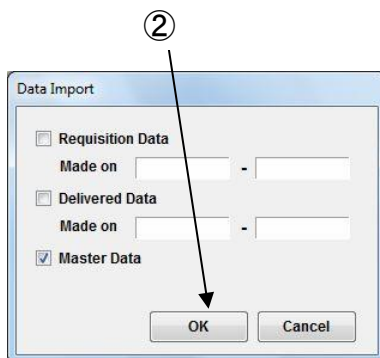 ②
Data Import
Requisition Data
Made on -
Delivered Data
Made on -
Master Data
OK Cancel